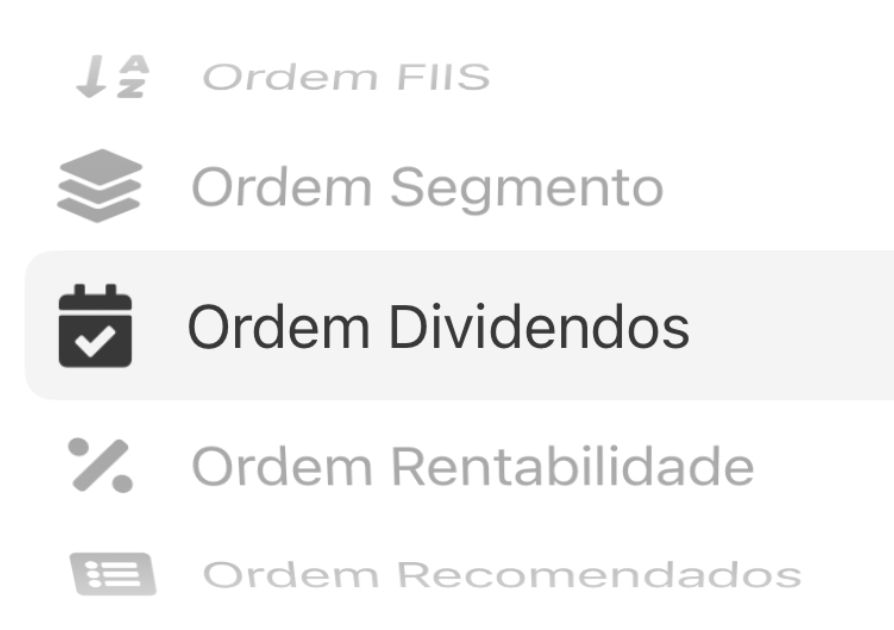 Ordem FIIS
Ordem Segmento
Ordem Dividendos
Ordem Rentabilidade
Ordem Recomendados